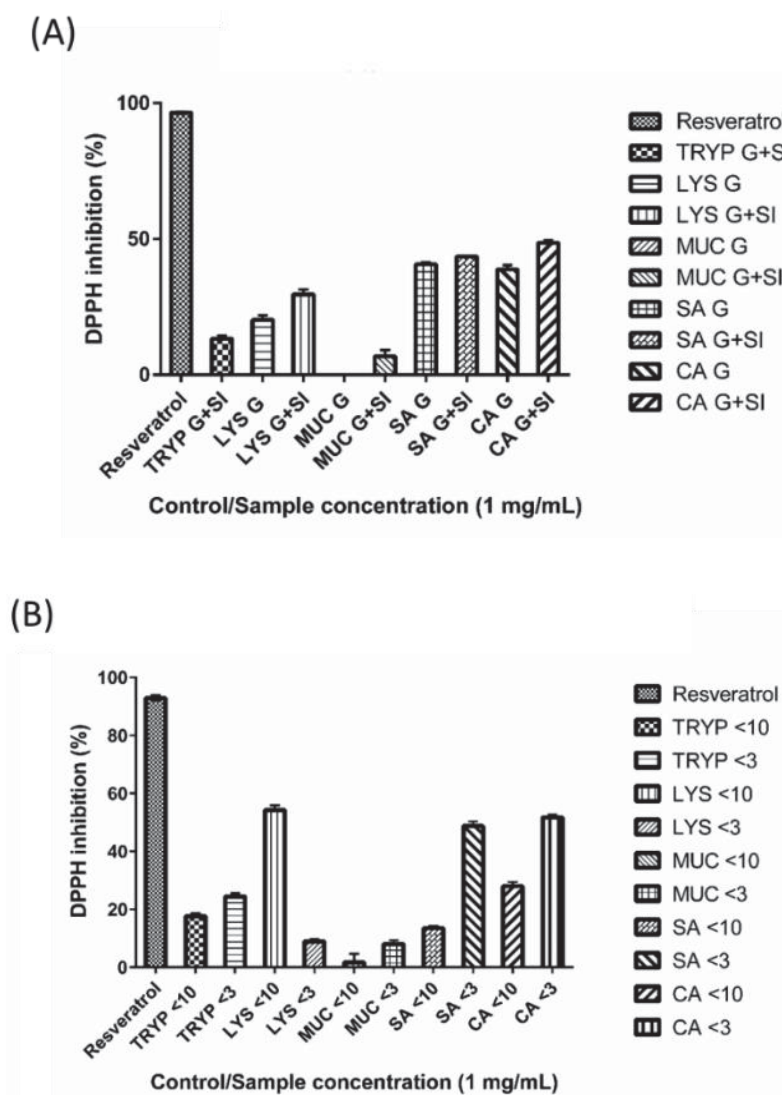 (A)
100
50
0
DPPH inhibition (%)
Resveratrol
TRYP G+SI
LYS G
LYS G+SI
MUC G
MUC G+SI
SA G
SA G+SI
CA G
CA G+SI
Control/Sample concentration (1 mg/mL)
Resveratro
TRYP G+S
LYS G
LYS G+SI
MUC G
MUC G+SI
SA G
SA G+SI
CA G
CA G+SI
(B)
100
80
60
40
20
0
DPPH inhibition (%)
Resveratrol
TRYP <10
TRYP <3
LYS <10
LYS <3
MUC <10
MUC <3
SA <10
SA <3
CA <10
CA <3
Control/Sample concentration (1 mg/mL)
Resveratrol
TRYP <10
TRYP <3
LYS <10
LYS <3
MUC <10
MUC <3
SA <10
SA <3
CA <10
CA <3